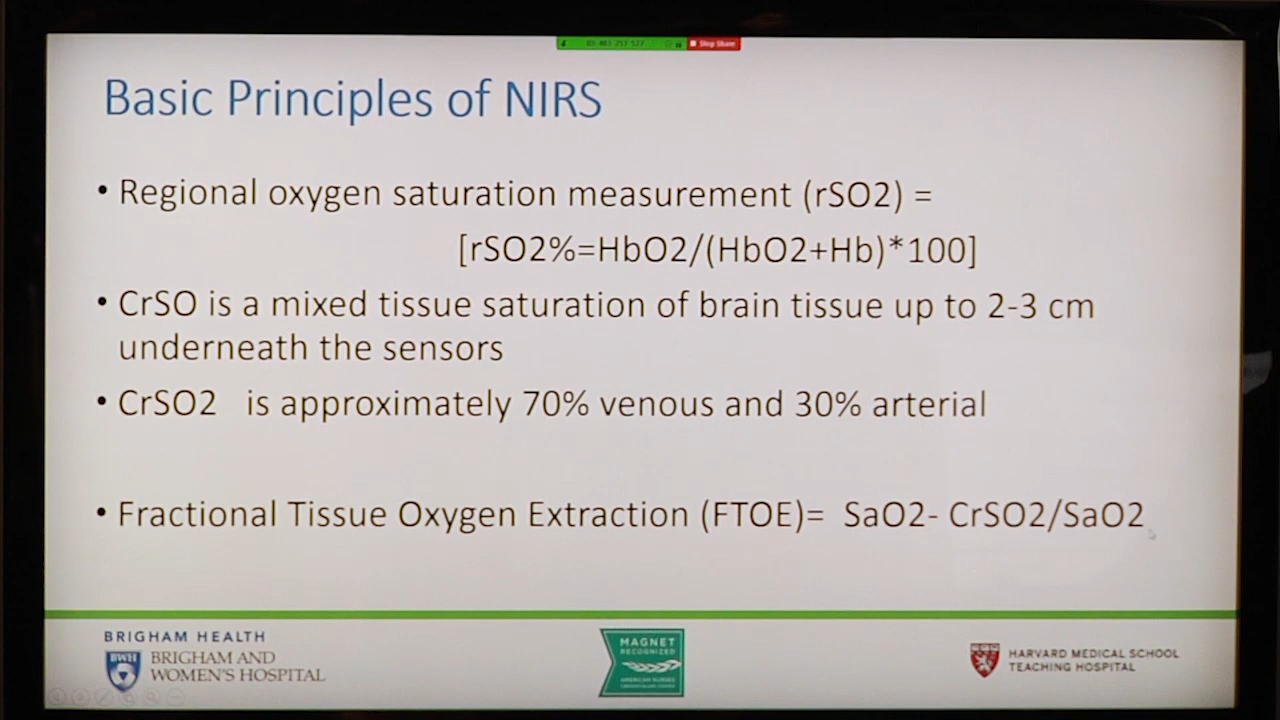 Stop Share
Basic Principles of NIRS
• Regional oxygen saturation measurement (rSO2) =
[rSO2%=HbO2/(HbO2+Hb)*100]
• CrSO is a mixed tissue saturation of brain tissue up to 2-3 cm
underneath the sensors
• CrSO2 is approximately 70% venous and 30% arterial
• Fractional Tissue Oxygen Extraction (FTOE)= SaO2- CrSO2/SaO2
BRIGHAM HEALTH
BWH
BRIGHAM AND
WOMEN'S HOSPITAL
MAGNET
RECOGNIZED
AMERICAN NURSES
HARVARD MEDICAL SCHOOL
TEACHING HOSPITAL